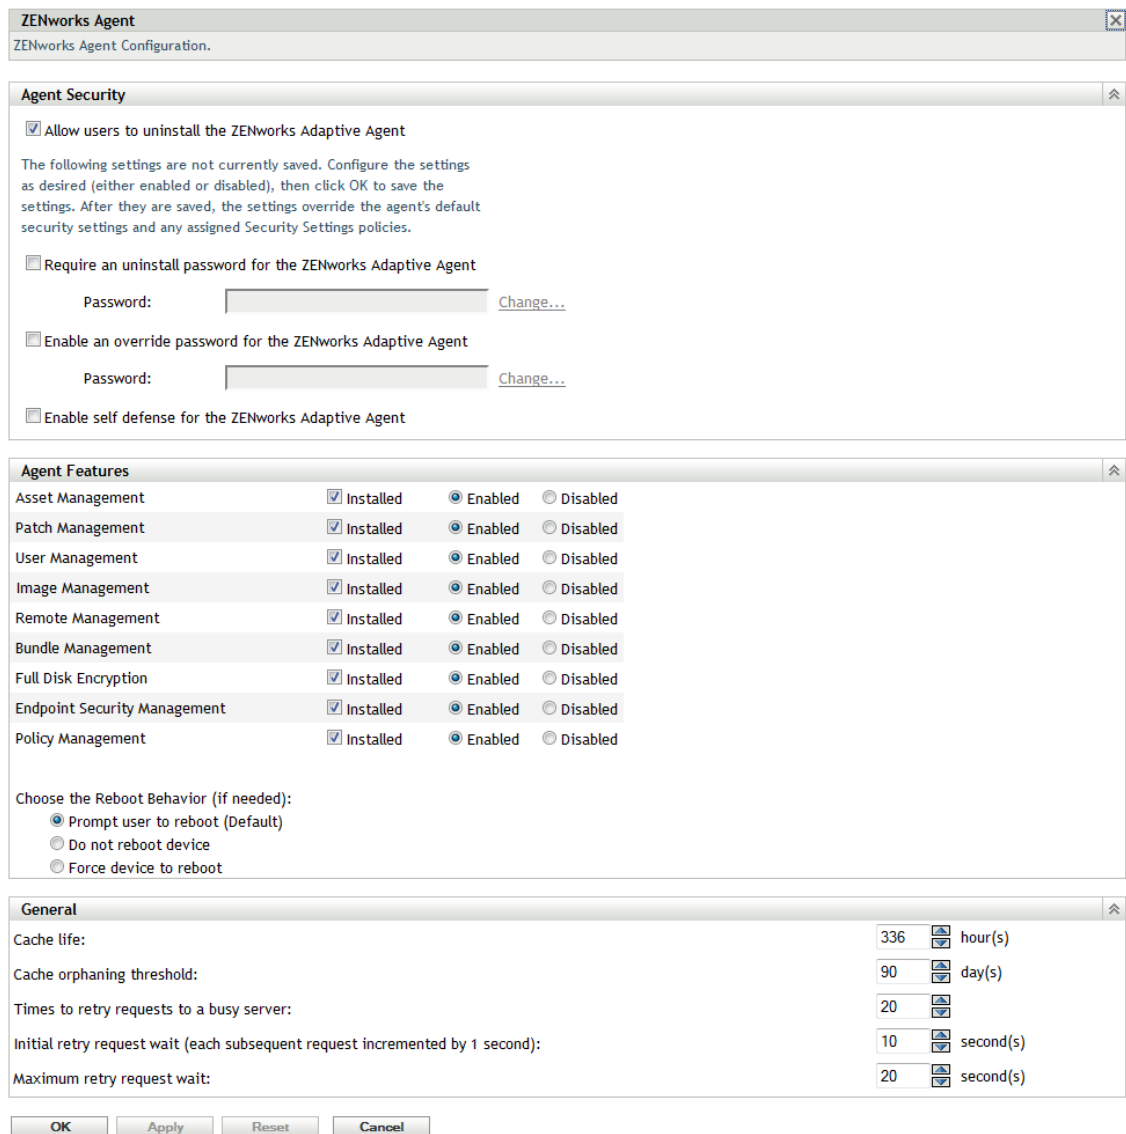 ZENworks Agent
ZENworks Agent Configuration.
Agent Security
Allow users to uninstall the ZENworks Adaptive Agent
The following settings are not currently saved. Configure the settings
as desired (either enabled or disabled), then click OK to save the
settings. After they are saved, the settings override the agent's default
security settings and any assigned Security Settings policies.
Require an uninstall password for the ZENworks Adaptive Agent
Password: Change...
Enable an override password for the ZENworks Adaptive Agent
Password: Change...
Enable self defense for the ZENworks Adaptive Agent
Agent Features
Asset Management Installed Enabled Disabled
Patch Management Installed Enabled Disabled
User Management Installed Enabled Disabled
Image Management Installed Enabled Disabled
Remote Management Installed Enabled Disabled
Bundle Management Installed Enabled Disabled
Full Disk Encryption Installed Enabled Disabled
Endpoint Security Management Installed Enabled Disabled
Policy Management Installed Enabled Disabled
Choose the Reboot Behavior (if needed):
Prompt user to reboot (Default)
Do not reboot device
Force device to reboot
General
Cache life: 336 hour(s)
Cache orphaning threshold: 90 day(s)
Times to retry requests to a busy server: 20
Initial retry request wait (each subsequent request incremented by 1 second): 10 second(s)
Maximum retry request wait: 20 second(s)
OK Apply Reset Cancel